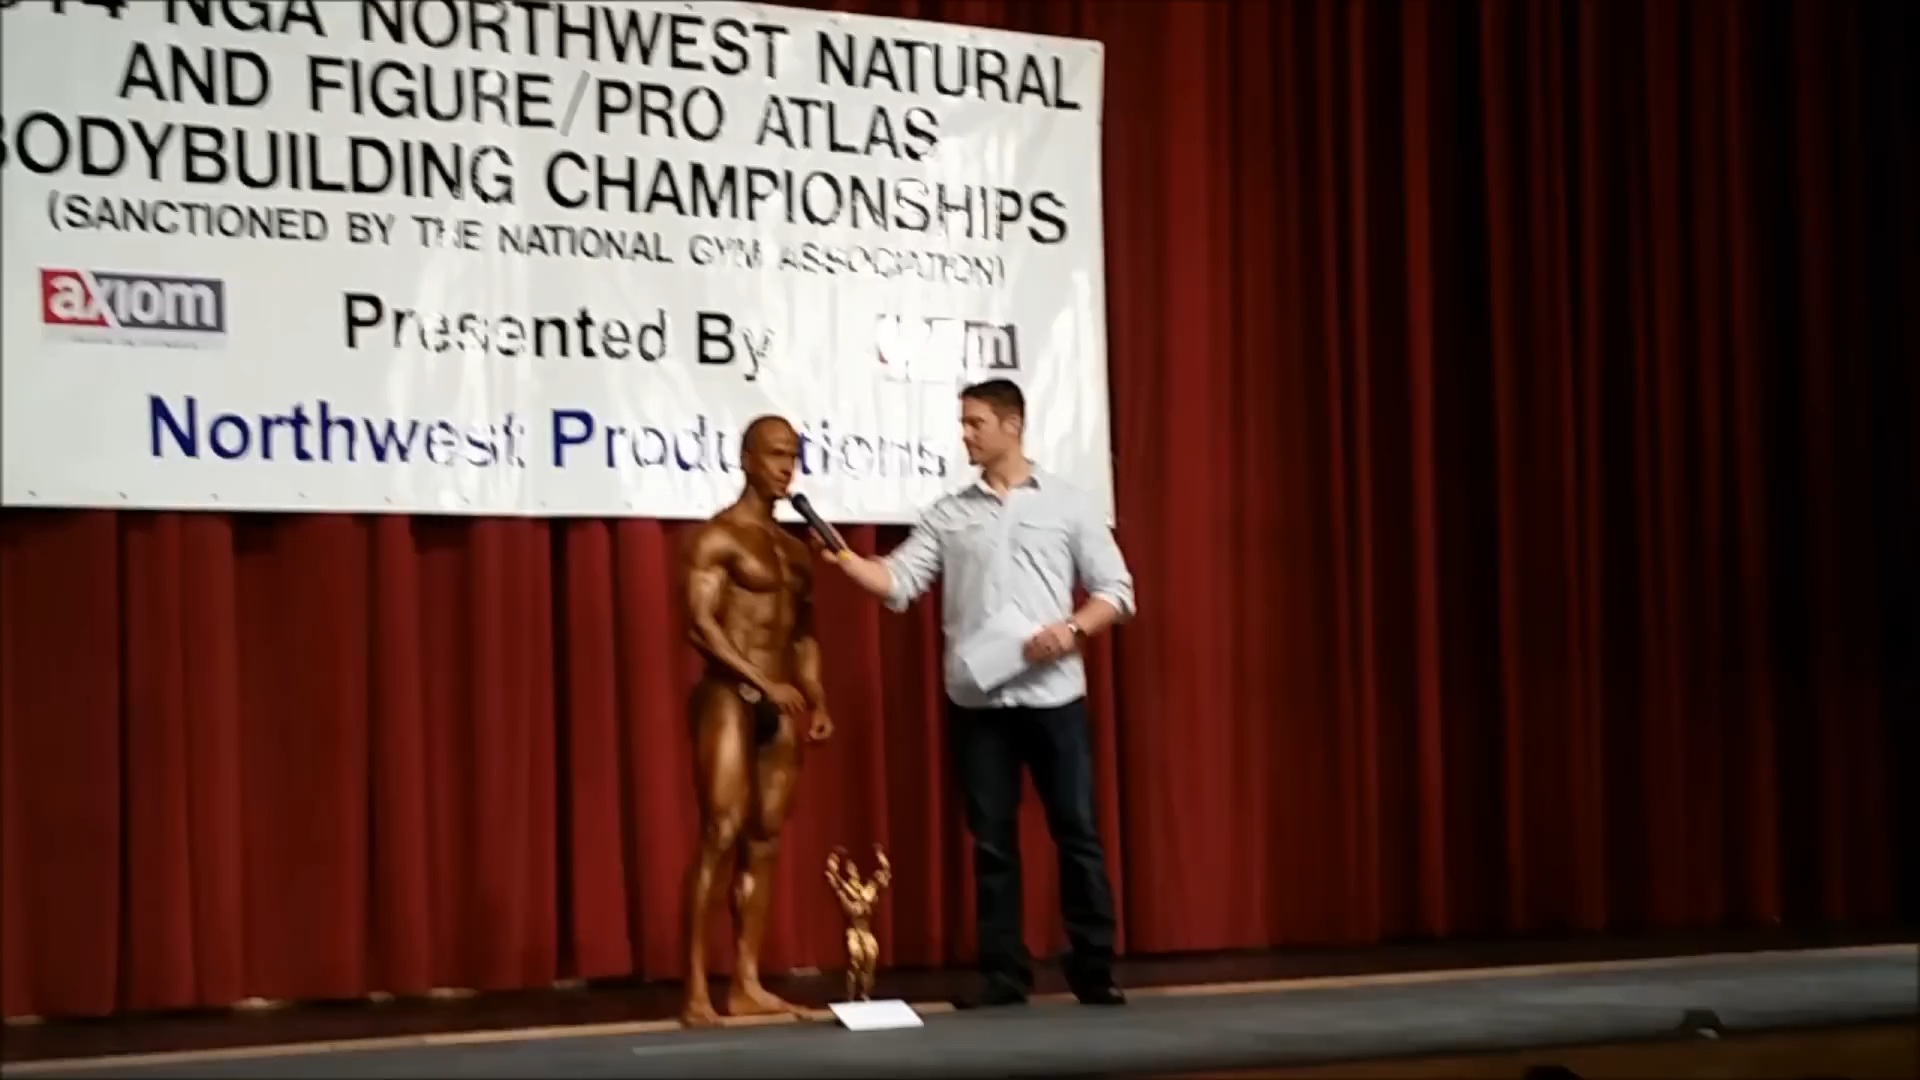 14 NGA NORTHWEST NATURAL
AND FIGURE/PRO ATLAS
BODYBUILDING CHAMPIONSHIPS
(SANCTIONED BY THE NATIONAL GYM ASSOCIATION)
axiom
Presented By
Northwest Productions